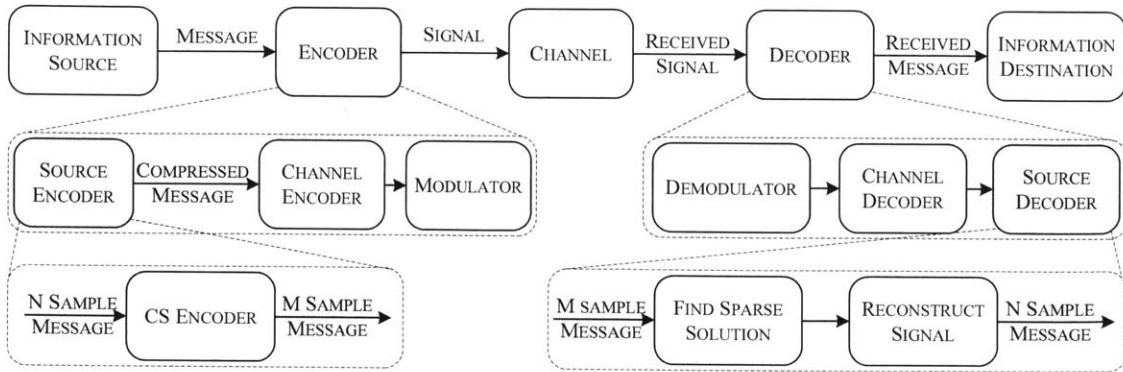 INFORMATION SOURCE
MESSAGE
ENCODER
SIGNAL
CHANNEL
RECEIVED SIGNAL
DECODER
RECEIVED MESSAGE
INFORMATION DESTINATION
SOURCE ENCODER
COMPRESSED MESSAGE
CHANNEL ENCODER
MODULATOR
DEMODULATOR
CHANNEL DECODER
SOURCE DECODER
N SAMPLE MESSAGE
CS ENCODER
M SAMPLE MESSAGE
M SAMPLE MESSAGE
FIND SPARSE SOLUTION
RECONSTRUCT SIGNAL
N SAMPLE MESSAGE